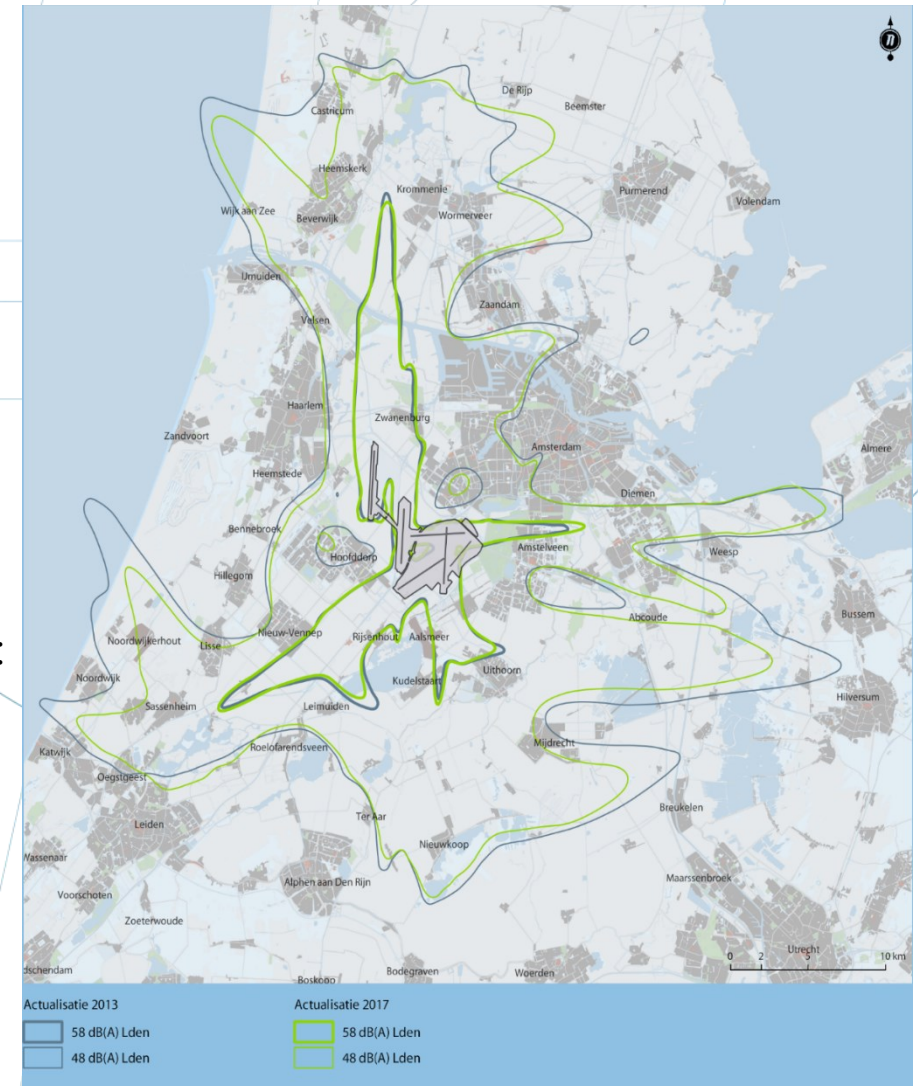 n
De Rijp
Beemster
Castricum
Heemskerk
Krommenie
Purmerend
Volendam
Wijk aan Zee
Beverwijk
Wormerveer
IJmuiden
Zaandam
Velsen
Haarlem
Zwanenburg
Zandvoort
Amsterdam
Almere
Heemstede
Diemen
Bennebroek
Hoofddorp
Amstelveen
Weesp
Hillegom
Abcoude
Bussem
Nieuw-Vennep
Rijsenhout
Aalsmeer
Noordwijkerhout
Lisse
Uithoorn
Noordwijk
Kudelstaart
Hilversum
Sassenheim
Leimuiden
Katwijk
Roelofarendsveen
Mijdrecht
Oegstgeest
Breukelen
Leiden
Ter Aar
Nieuwkoop
Wassenaar
Alphen aan Den Rijn
Maarssenbroek
Voorschoten
Zoeterwoude
Utrecht
0 2 5 10 km
dschendam
Boskoop
Bodegraven
Woerden
Actualisatie 2013
58 dB(A) Lden
48 dB(A) Lden
Actualisatie 2017
58 dB(A) Lden
48 dB(A) Lden